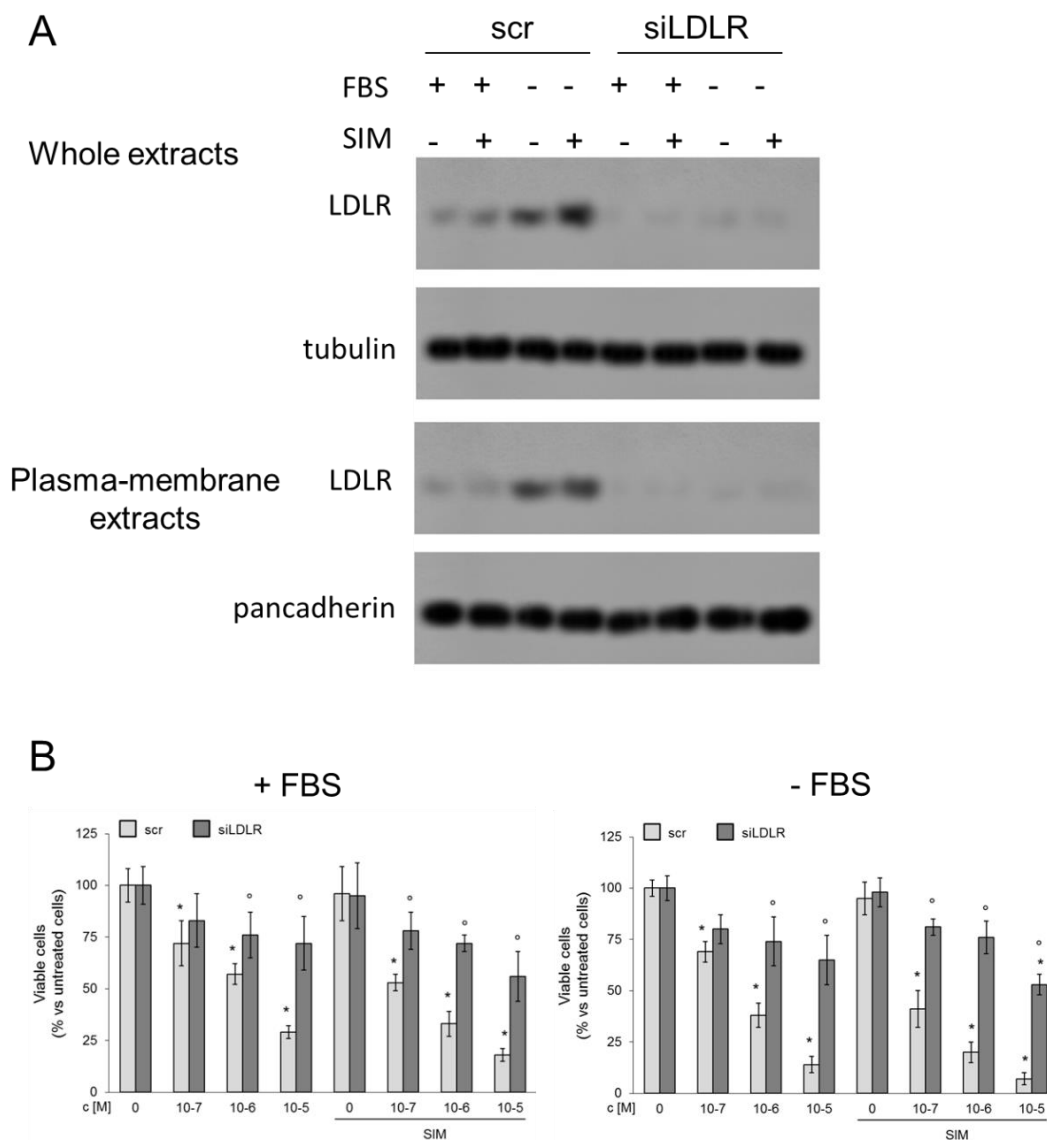 A
scr siLDLR
FBS + + - - + + - -
SIM - + - + - + - +
Whole extracts
LDLR
tubulin
Plasma-membrane
extracts
LDLR
pancadherin
B
+ FBS
- FBS
scr siLDLR
Viable cells
(% vs untreated cells)
125
100
75
50
25
0
* * * * * *
° ° ° ° °
c [M] 0 10-7 10-6 10-5 0 10-7 10-6 10-5
SIM
scr siLDLR
Viable cells
(% vs untreated cells)
125
100
75
50
25
0
* * * * * * *
° ° ° ° °
c [M] 0 10-7 10-6 10-5 0 10-7 10-6 10-5
SIM